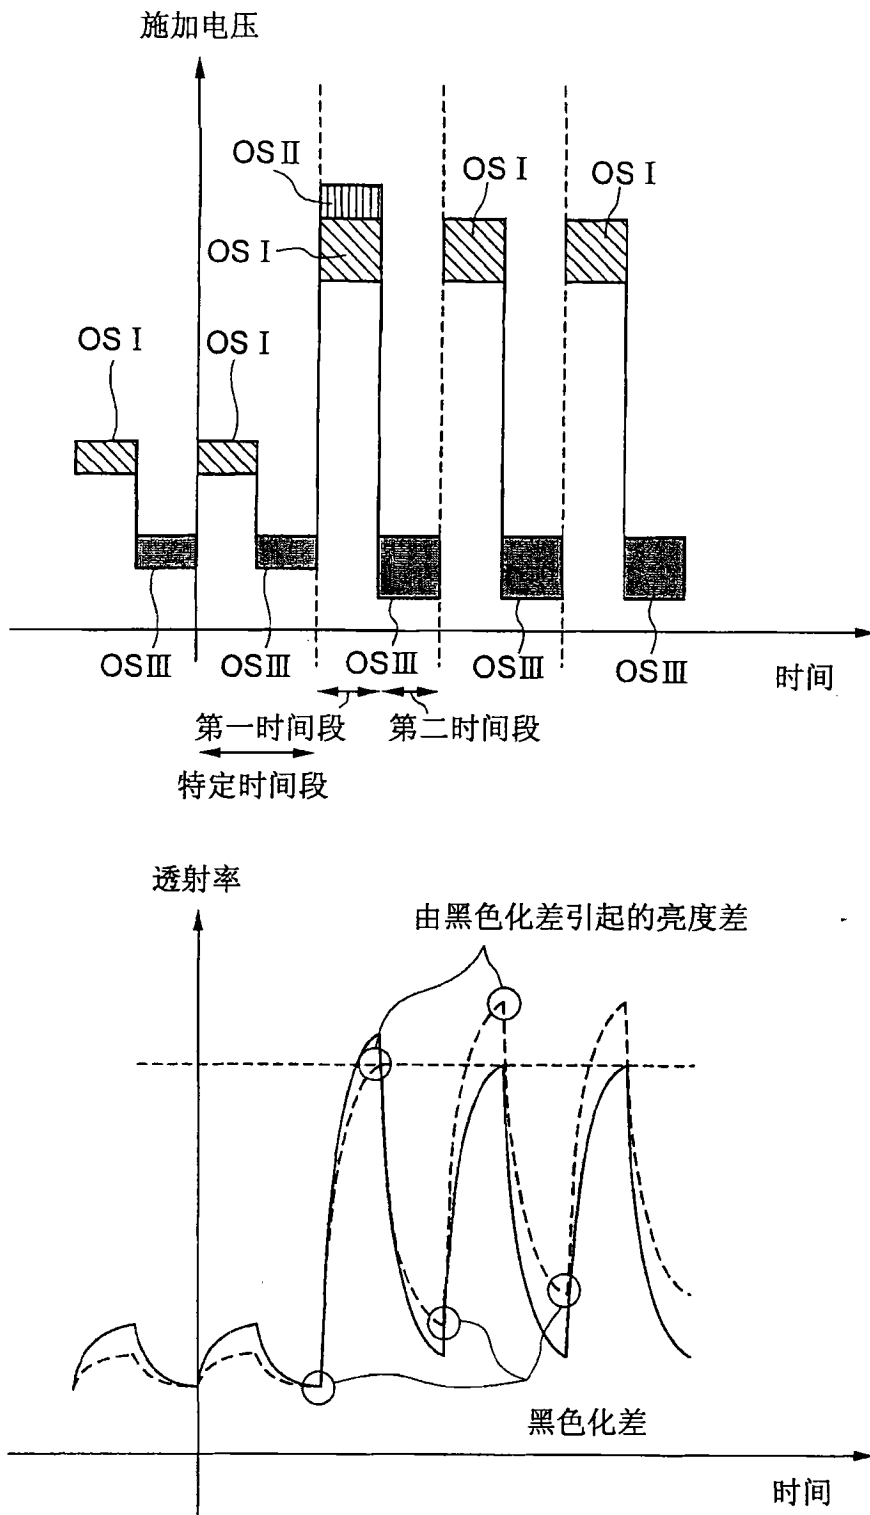 施加电压
OSⅡ
OSⅠ
OSⅠ
OSⅠ
OSⅠ
OSⅠ
OSⅢ
OSⅢ
OSⅢ
OSⅢ
OSⅢ
时间
第一时间段
第二时间段
特定时间段
透射率
由黑色化差引起的亮度差
黑色化差
时间